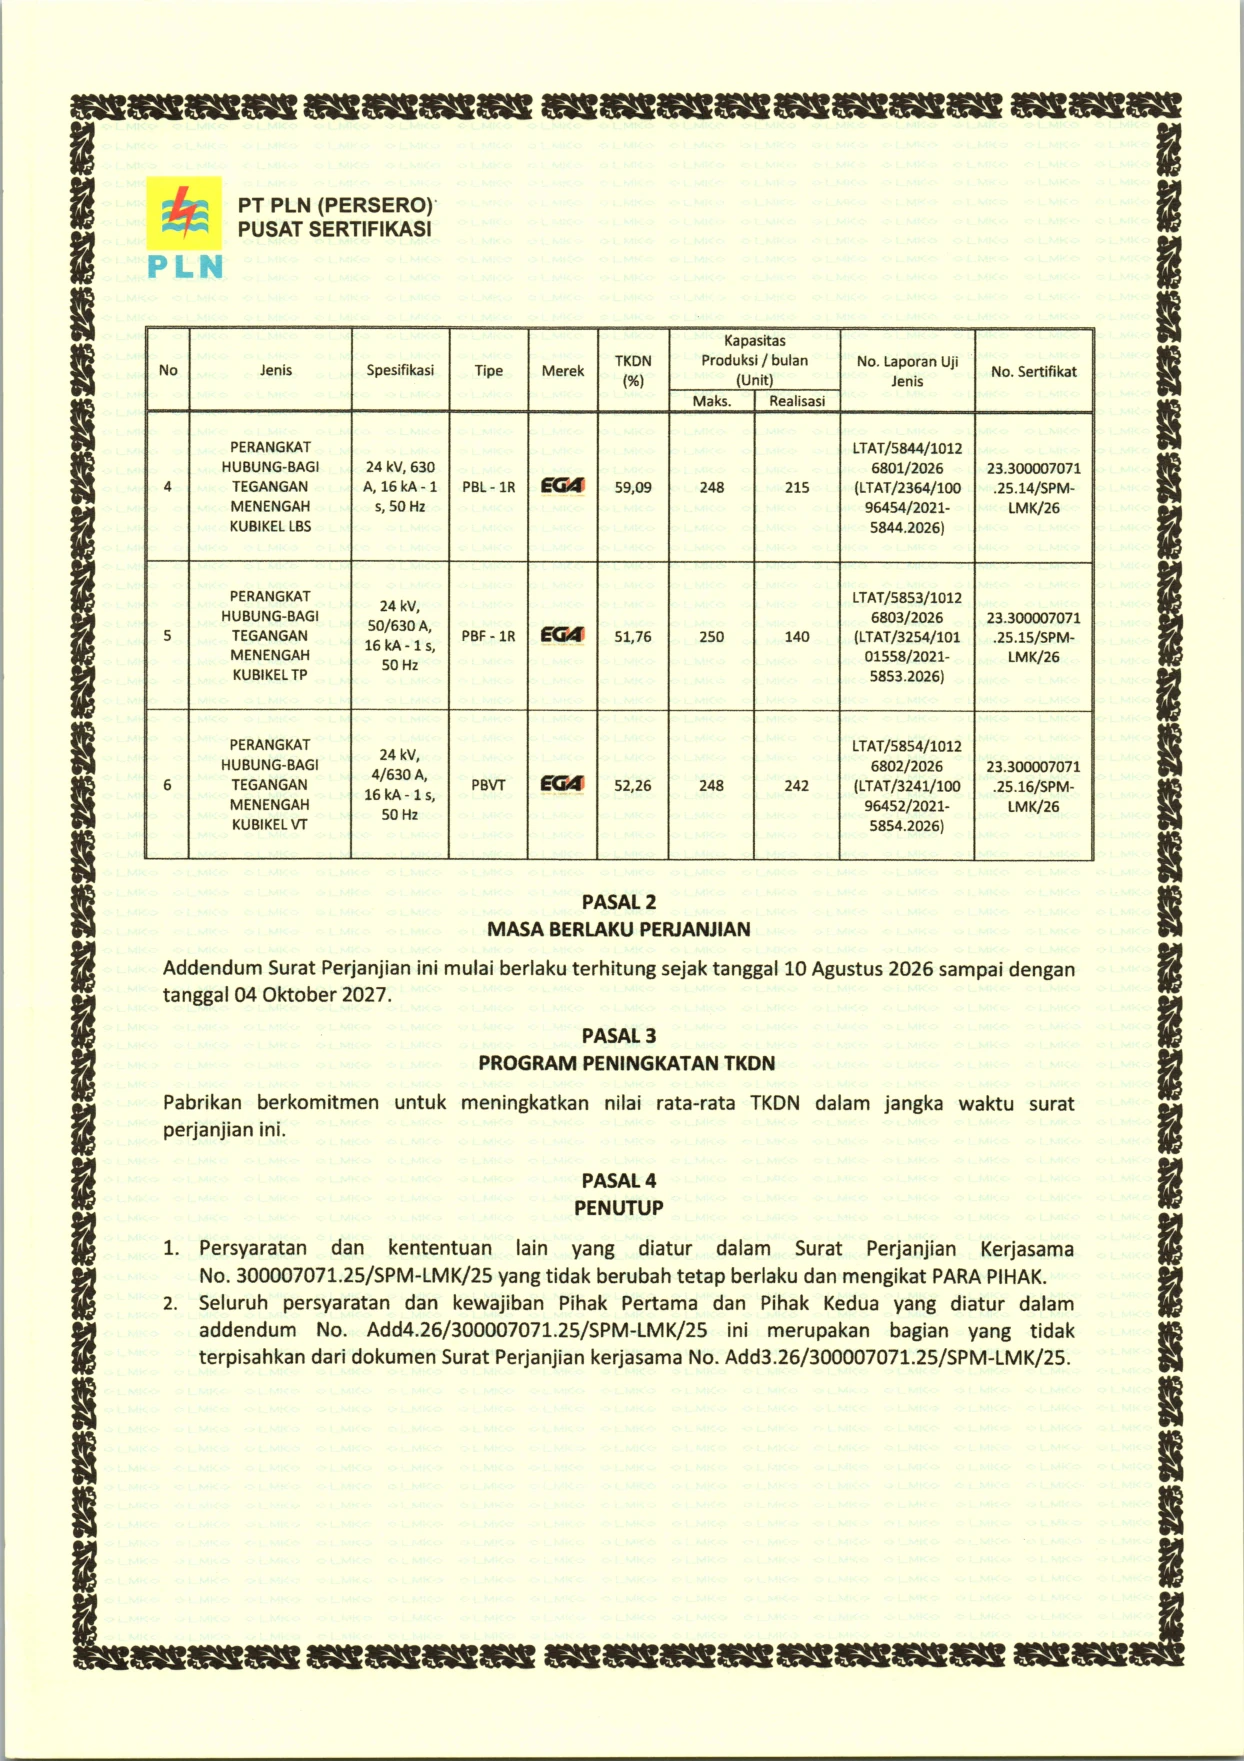 PT PLN (PERSERO)
PUSAT SERTIFIKASI
PLN
No
Jenis
Spesifikasi
Tipe
Merek
TKDN
(%)
Kapasitas
Produksi / bulan
(Unit)
Maks.
Realisasi
No. Laporan Uji
Jenis
No. Sertifikat
4
PERANGKAT
HUBUNG-BAGI
TEGANGAN
MENENGAH
KUBIKEL LBS
24 kV, 630
A, 16 kA - 1
s, 50 Hz
PBL - 1R
EGA
59,09
248
215
LTAT/5844/1012
6801/2026
(LTAT/2364/100
96454/2021-
5844.2026)
23.300007071
.25.14/SPM-
LMK/26
5
PERANGKAT
HUBUNG-BAGI
TEGANGAN
MENENGAH
KUBIKEL TP
24 kV,
50/630 A,
16 kA - 1 s,
50 Hz
PBF - 1R
EGA
51,76
250
140
LTAT/5853/1012
6803/2026
(LTAT/3254/101
01558/2021-
5853.2026)
23.300007071
.25.15/SPM-
LMK/26
6
PERANGKAT
HUBUNG-BAGI
TEGANGAN
MENENGAH
KUBIKEL VT
24 kV,
4/630 A,
16 kA - 1 s,
50 Hz
PBVT
EGA
52,26
248
242
LTAT/5854/1012
6802/2026
(LTAT/3241/100
96452/2021-
5854.2026)
23.300007071
.25.16/SPM-
LMK/26
PASAL 2
MASA BERLAKU PERJANJIAN
Addendum Surat Perjanjian ini mulai berlaku terhitung sejak tanggal 10 Agustus 2026 sampai dengan
tanggal 04 Oktober 2027.
PASAL 3
PROGRAM PENINGKATAN TKDN
Pabrikan berkomitmen untuk meningkatkan nilai rata-rata TKDN dalam jangka waktu surat
perjanjian ini.
PASAL 4
PENUTUP
1. Persyaratan dan kententuan lain yang diatur dalam Surat Perjanjian Kerjasama
No. 300007071.25/SPM-LMK/25 yang tidak berubah tetap berlaku dan mengikat PARA PIHAK.
2. Seluruh persyaratan dan kewajiban Pihak Pertama dan Pihak Kedua yang diatur dalam
addendum No. Add4.26/300007071.25/SPM-LMK/25 ini merupakan bagian yang tidak
terpisahkan dari dokumen Surat Perjanjian kerjasama No. Add3.26/300007071.25/SPM-LMK/25.